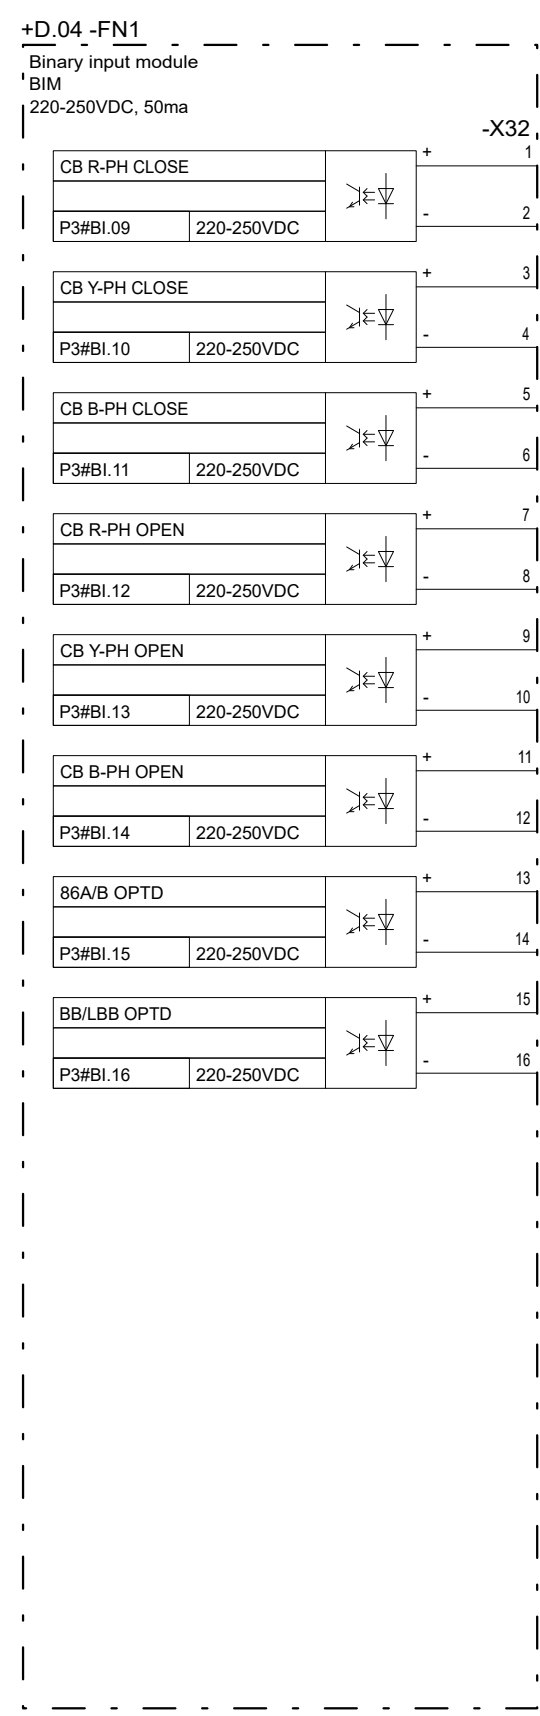 +D.04 -FN1
Binary input module
BIM
220-250VDC, 50ma
-X32
CB R-PH CLOSE + 1
P3#BI.09 220-250VDC - 2
CB Y-PH CLOSE + 3
P3#BI.10 220-250VDC - 4
CB B-PH CLOSE + 5
P3#BI.11 220-250VDC - 6
CB R-PH OPEN + 7
P3#BI.12 220-250VDC - 8
CB Y-PH OPEN + 9
P3#BI.13 220-250VDC - 10
CB B-PH OPEN + 11
P3#BI.14 220-250VDC - 12
86A/B OPTD + 13
P3#BI.15 220-250VDC - 14
BB/LBB OPTD + 15
P3#BI.16 220-250VDC - 16